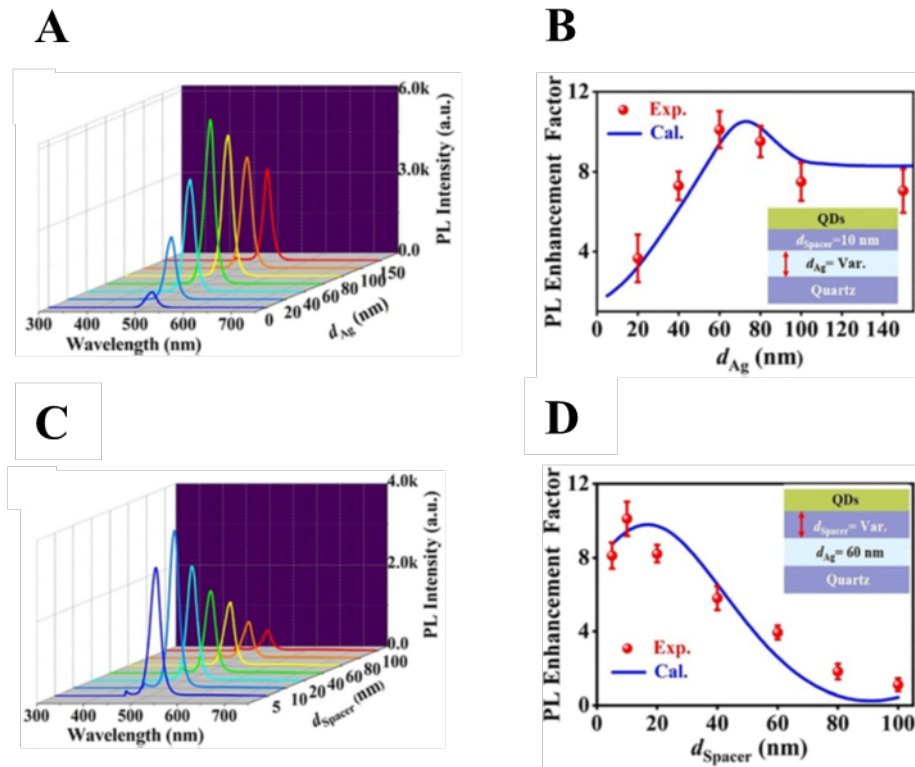 A
6.0k
3.0k
0.0
PL Intensity (a.u.)
300 400 500 600 700
Wavelength (nm)
0 20 40 60 80 100 150
dAg (nm)
B
PL Enhancement Factor
12
8
4
Exp.
Cal.
QDs
dSpacer=10 nm
dAg= Var.
Quartz
0 20 40 60 80 100 120 140
dAg (nm)
C
4.0k
2.0k
0.0
PL Intensity (a.u.)
300 400 500 600 700
Wavelength (nm)
5 10 20 40 60 80 100
dSpacer (nm)
D
PL Enhancement Factor
12
8
4
0
QDs
dSpacer= Var.
dAg= 60 nm
Quartz
Exp.
Cal.
0 20 40 60 80 100
dSpacer (nm)